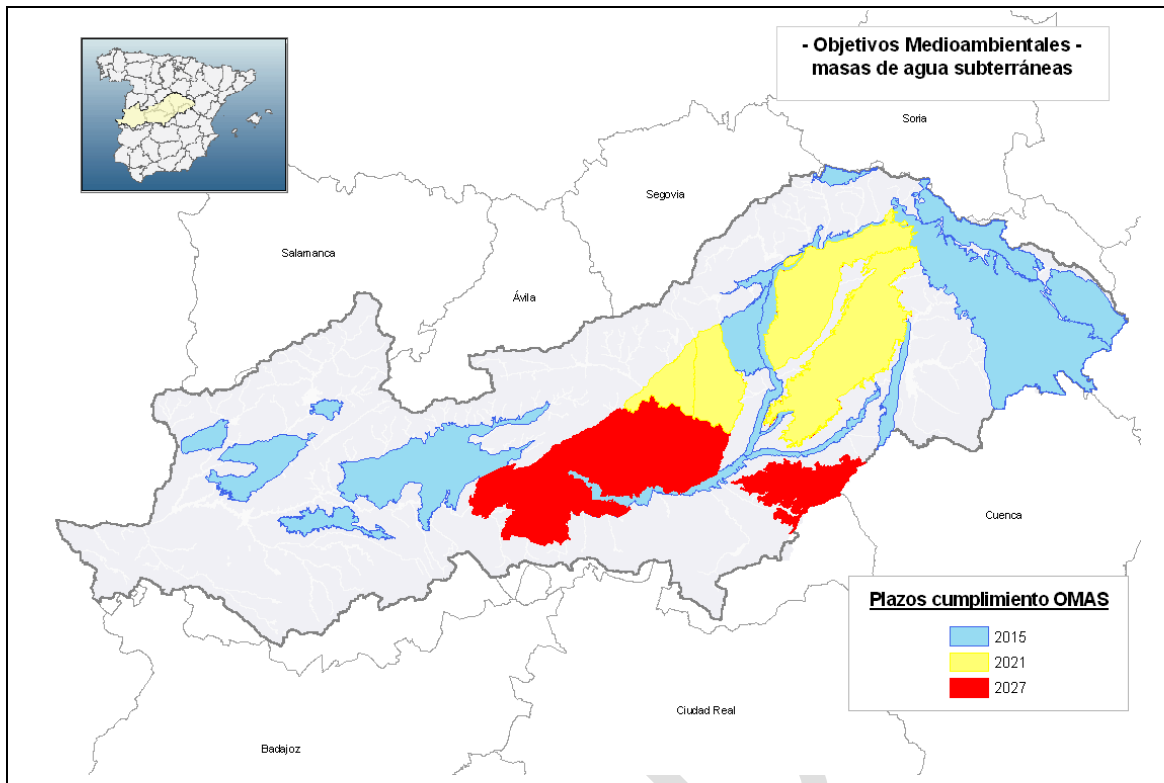 - Objetivos Medioambientales -
masas de agua subterráneas
Soria
Segovia
Salamanca
Ávila
Cuenca
Plazos cumplimiento OMAS
2015
2021
2027
Ciudad Real
Badajoz